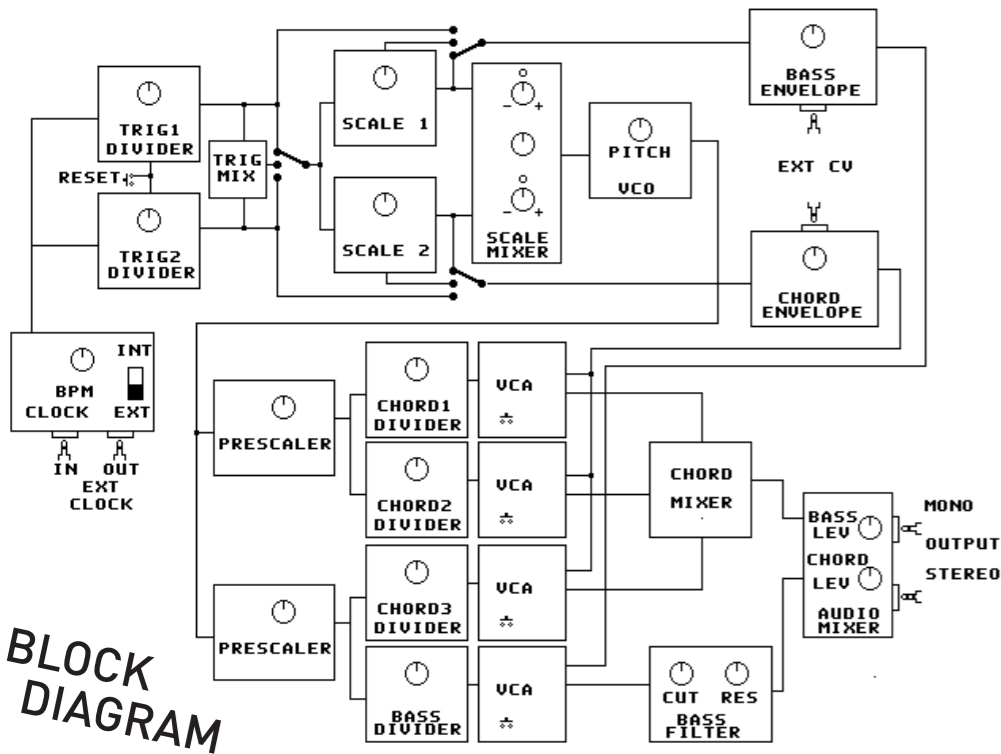 BASS
ENVELOPE
EXT CV
CHORD
ENVELOPE
TRIG1
DIVIDER
RESET
TRIG
MIX
TRIG2
DIVIDER
SCALE 1
SCALE 2
- +
- +
SCALE
MIXER
PITCH
VCO
INT
BPM
CLOCK EXT
IN OUT
EXT
CLOCK
PRESCALER
PRESCALER
CHORD1
DIVIDER
VCA
CHORD2
DIVIDER
VCA
CHORD3
DIVIDER
VCA
BASS
DIVIDER
VCA
CHORD
MIXER
CUT RES
BASS
FILTER
BASS
LEV
CHORD
LEV
AUDIO
MIXER
MONO
OUTPUT
STEREO
BLOCK
DIAGRAM